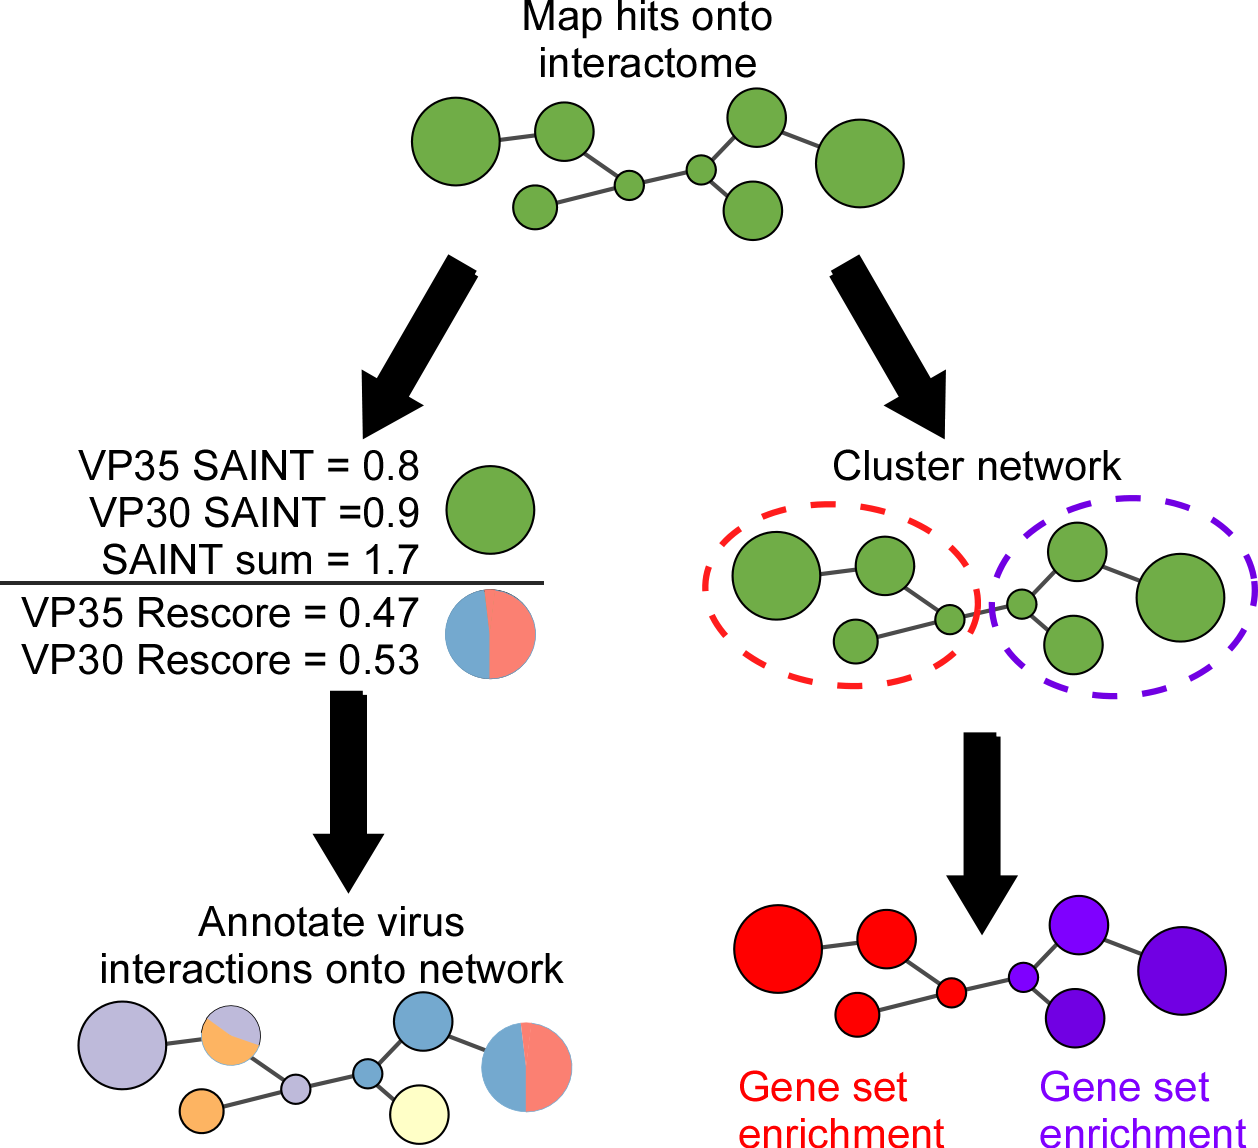 Map hits onto
interactome
VP35 SAINT = 0.8
VP30 SAINT =0.9
SAINT sum = 1.7
VP35 Rescore = 0.47
VP30 Rescore = 0.53
Annotate virus
interactions onto network
Cluster network
Gene set
enrichment
Gene set
enrichment